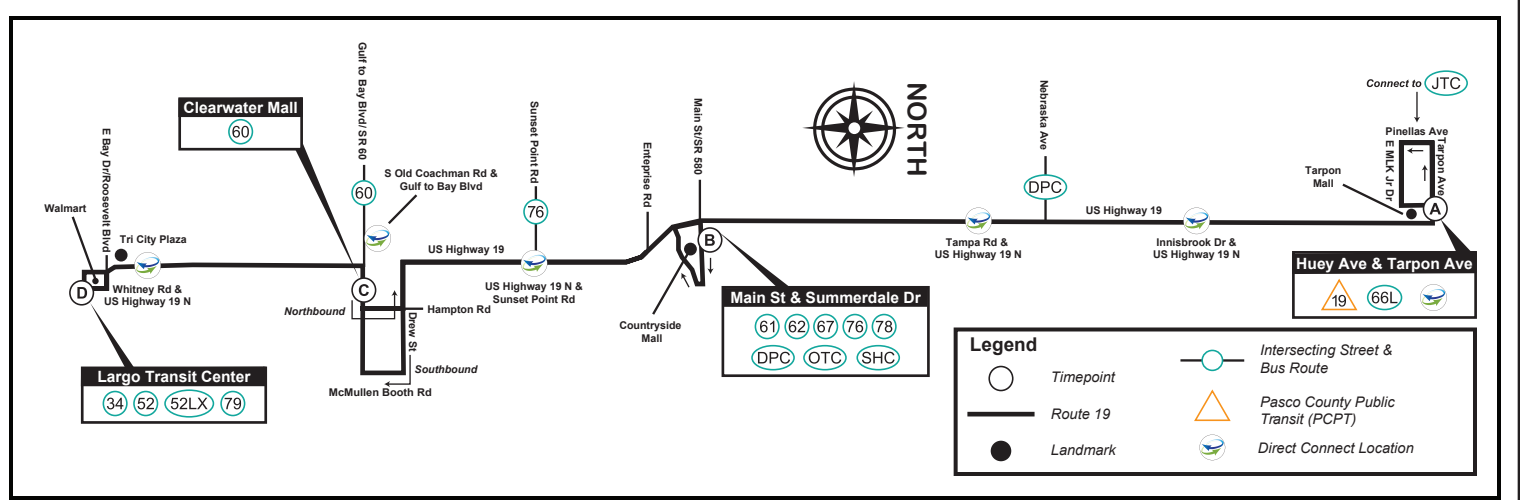 Clearwater Mall
60
Gulf to Bay Blvd/ SR 60
60
S Old Coachman Rd &
Gulf to Bay Blvd
Sunset Point Rd
76
Enteprise Rd
Main St/SR 580
NORTH
Nebraska Ave
DPC
Connect to JTC
Pinellas Ave
E MLK Jr Dr
Tarpon Ave
Tarpon
Mall
A
E Bay Dr/Roosevelt Blvd
Walmart
Tri City Plaza
D
Whitney Rd &
US Highway 19 N
C
Northbound
Hampton Rd
Drew St
Southbound
McMullen Booth Rd
US Highway 19
US Highway 19 N &
Sunset Point Rd
B
Countryside
Mall
US Highway 19
Tampa Rd &
US Highway 19 N
Innisbrook Dr &
US Highway 19 N
Huey Ave & Tarpon Ave
19 66L
Main St & Summerdale Dr
61 62 67 76 78
DPC OTC SHC
Largo Transit Center
34 52 52LX 79
Legend
Timepoint
Route 19
Landmark
Intersecting Street &
Bus Route
Pasco County Public
Transit (PCPT)
Direct Connect Location